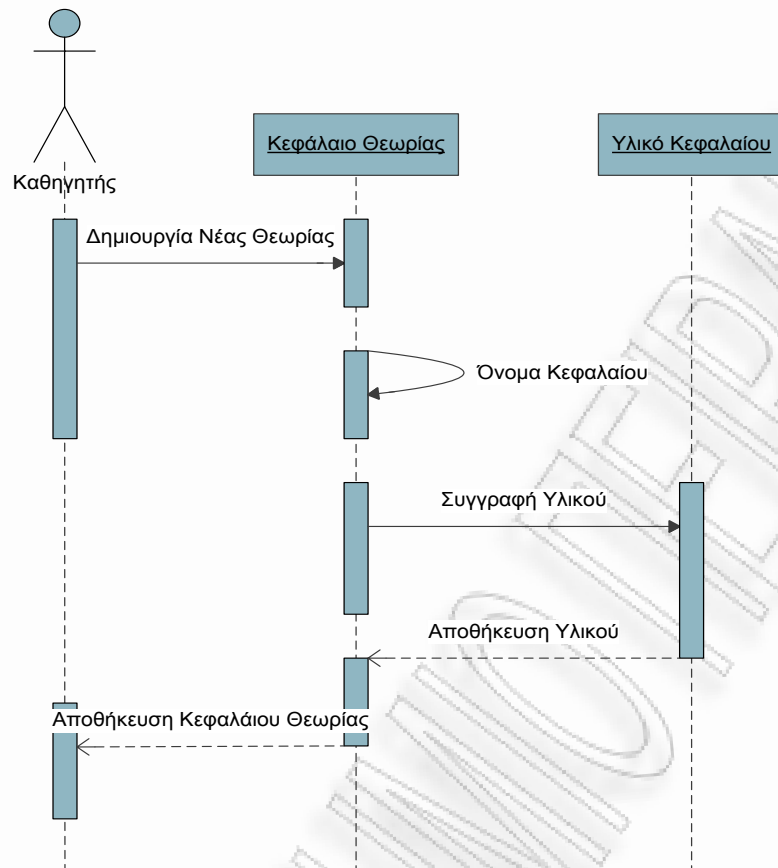 Κεφάλαιο Θεωρίας
Υλικό Κεφαλαίου
Καθηγητής
Δημιουργία Νέας Θεωρίας
Όνομα Κεφαλαίου
Συγγραφή Υλικού
Αποθήκευση Υλικού
Αποθήκευση Κεφαλάιου Θεωρίας